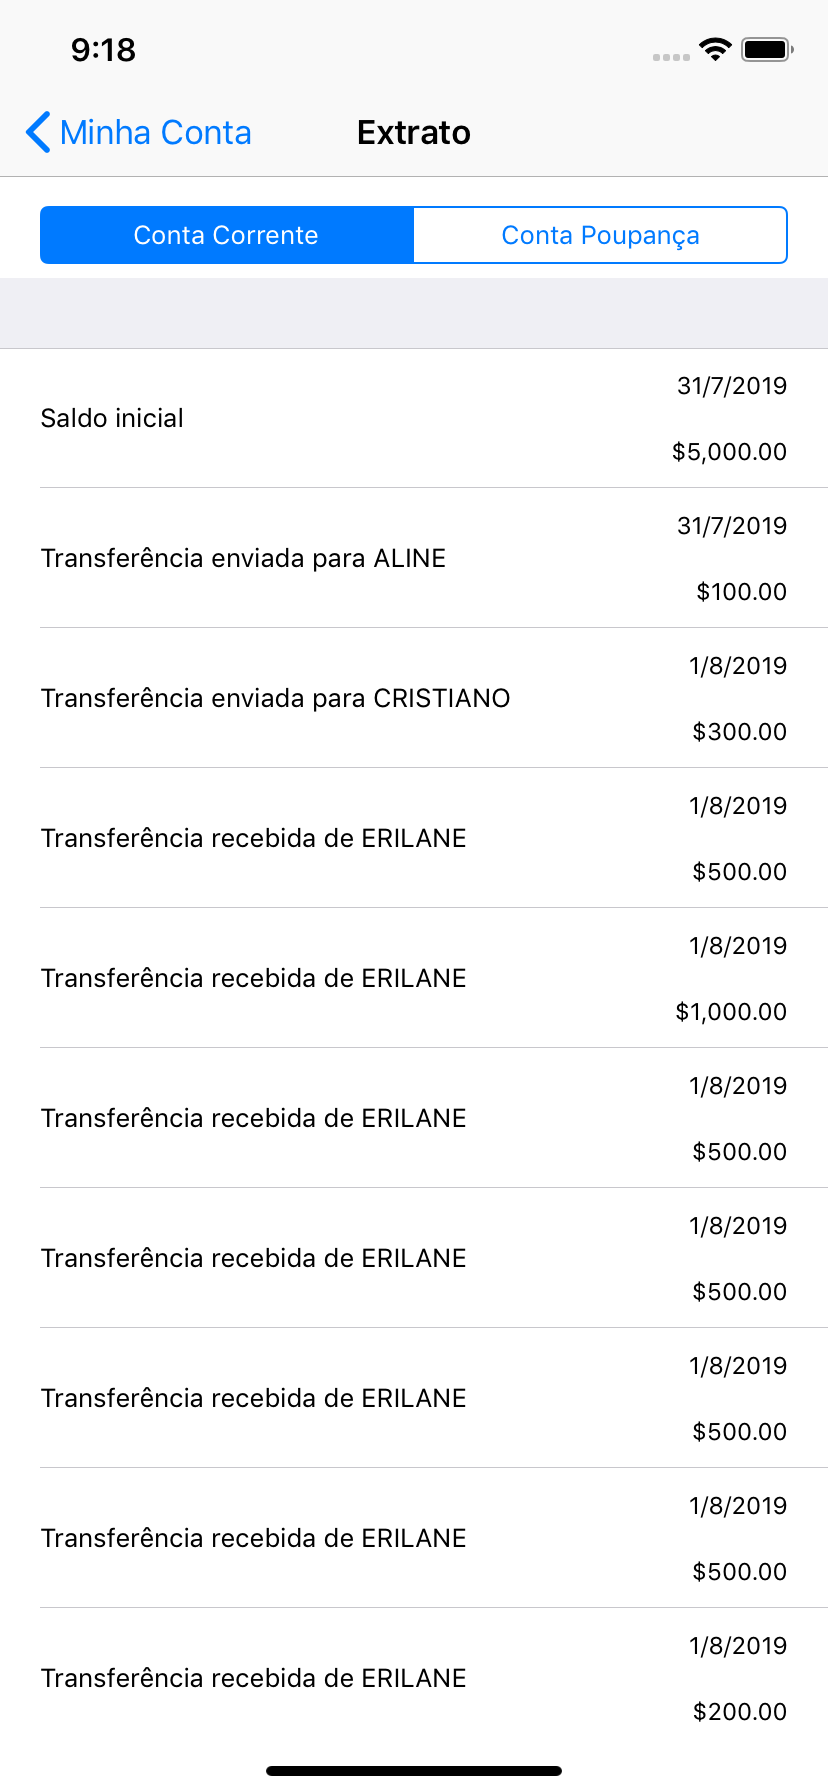 9:18
Minha Conta
Extrato
Conta Corrente
Conta Poupança
31/7/2019
Saldo inicial
$5,000.00
31/7/2019
Transferência enviada para ALINE
$100.00
1/8/2019
Transferência enviada para CRISTIANO
$300.00
1/8/2019
Transferência recebida de ERILANE
$500.00
1/8/2019
Transferência recebida de ERILANE
$1,000.00
1/8/2019
Transferência recebida de ERILANE
$500.00
1/8/2019
Transferência recebida de ERILANE
$500.00
1/8/2019
Transferência recebida de ERILANE
$500.00
1/8/2019
Transferência recebida de ERILANE
$500.00
1/8/2019
Transferência recebida de ERILANE
$200.00